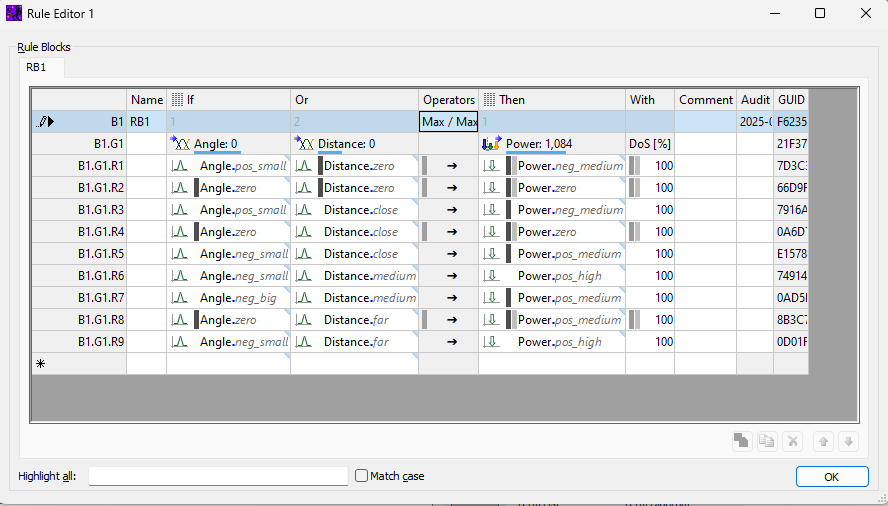 Rule Editor 1
Rule Blocks
RB1
Name If Or Operators Then With Comment Audit GUID
B1 RB1 1 2 Max / Max 1 2025-0 F6235
B1.G1 Angle: 0 Distance: 0 Power: 1,084 DoS [%] 21F37
B1.G1.R1 Angle.pos_small Distance.zero Power.neg_medium 100 7D3C
B1.G1.R2 Angle.zero Distance.zero Power.zero 100 66D9F
B1.G1.R3 Angle.pos_small Distance.close Power.neg_medium 100 7916A
B1.G1.R4 Angle.zero Distance.close Power.zero 100 0A6D
B1.G1.R5 Angle.neg_small Distance.close Power.pos_medium 100 E1578
B1.G1.R6 Angle.neg_small Distance.medium Power.pos_high 100 74914
B1.G1.R7 Angle.neg_big Distance.medium Power.pos_medium 100 0AD5
B1.G1.R8 Angle.zero Distance.far Power.pos_medium 100 8B3C
B1.G1.R9 Angle.neg_small Distance.far Power.pos_high 100 0D01F
Highlight all: Match case OK